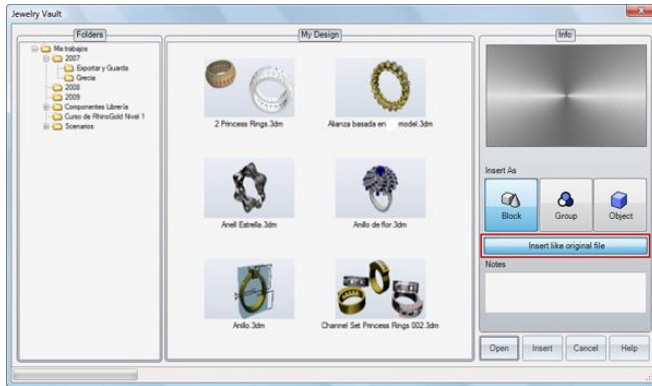 Jewelry Vault
Folders
Mis trabajos
2007
Exportar y Guarda
Grecia
2008
2009
Componentes Librería
Curso de RhinoGold Nivel 1
Scenarios
My Design
2 Princess Rings.3dm
Alianza basada en model.3dm
Anell Estrella.3dm
Anillo de flor.3dm
Anillo.3dm
Channel Set Princess Rings 002.3dm
Info
Insert As
Block
Group
Object
Insert like original file
Notes
Open
Insert
Cancel
Help